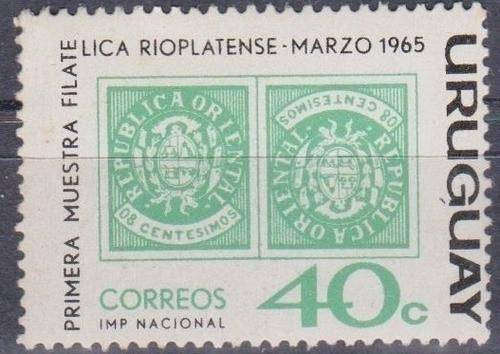 PRIMERA MUESTRA FILATELICA RIOPLATENSE - MARZO 1965
URUGUAY
REPUBLICA ORIENTAL
08 CENTESIMOS
08 CENTESIMOS
REPUBLICA ORIENTAL
CORREOS
IMP NACIONAL
40c